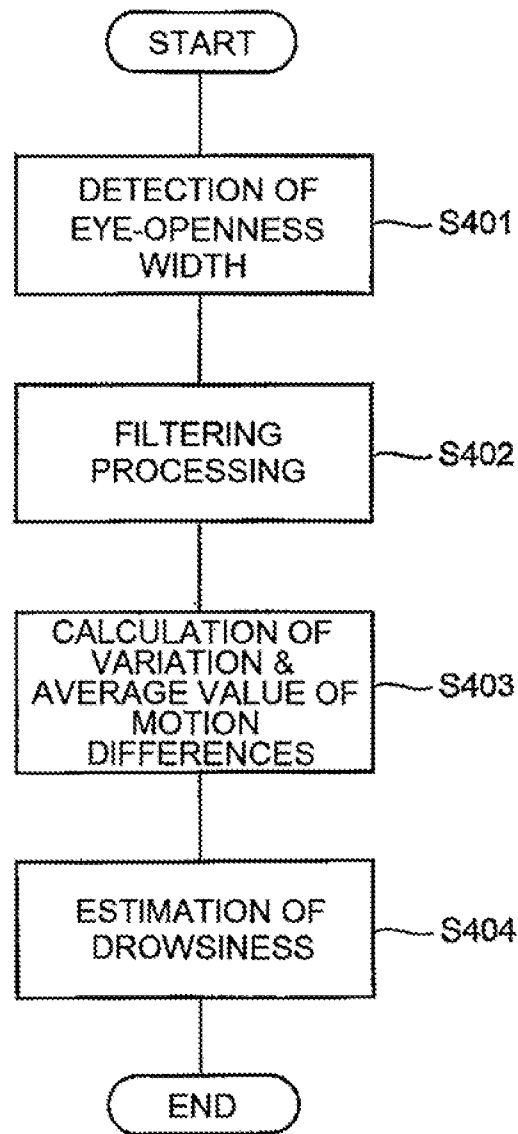 START
DETECTION OF
EYE-OPENNESS
WIDTH
S401
FILTERING
PROCESSING
S402
CALCULATION OF
VARIATION &
AVERAGE VALUE OF
MOTION
DIFFERENCES
S403
ESTIMATION OF
DROWSINESS
S404
END